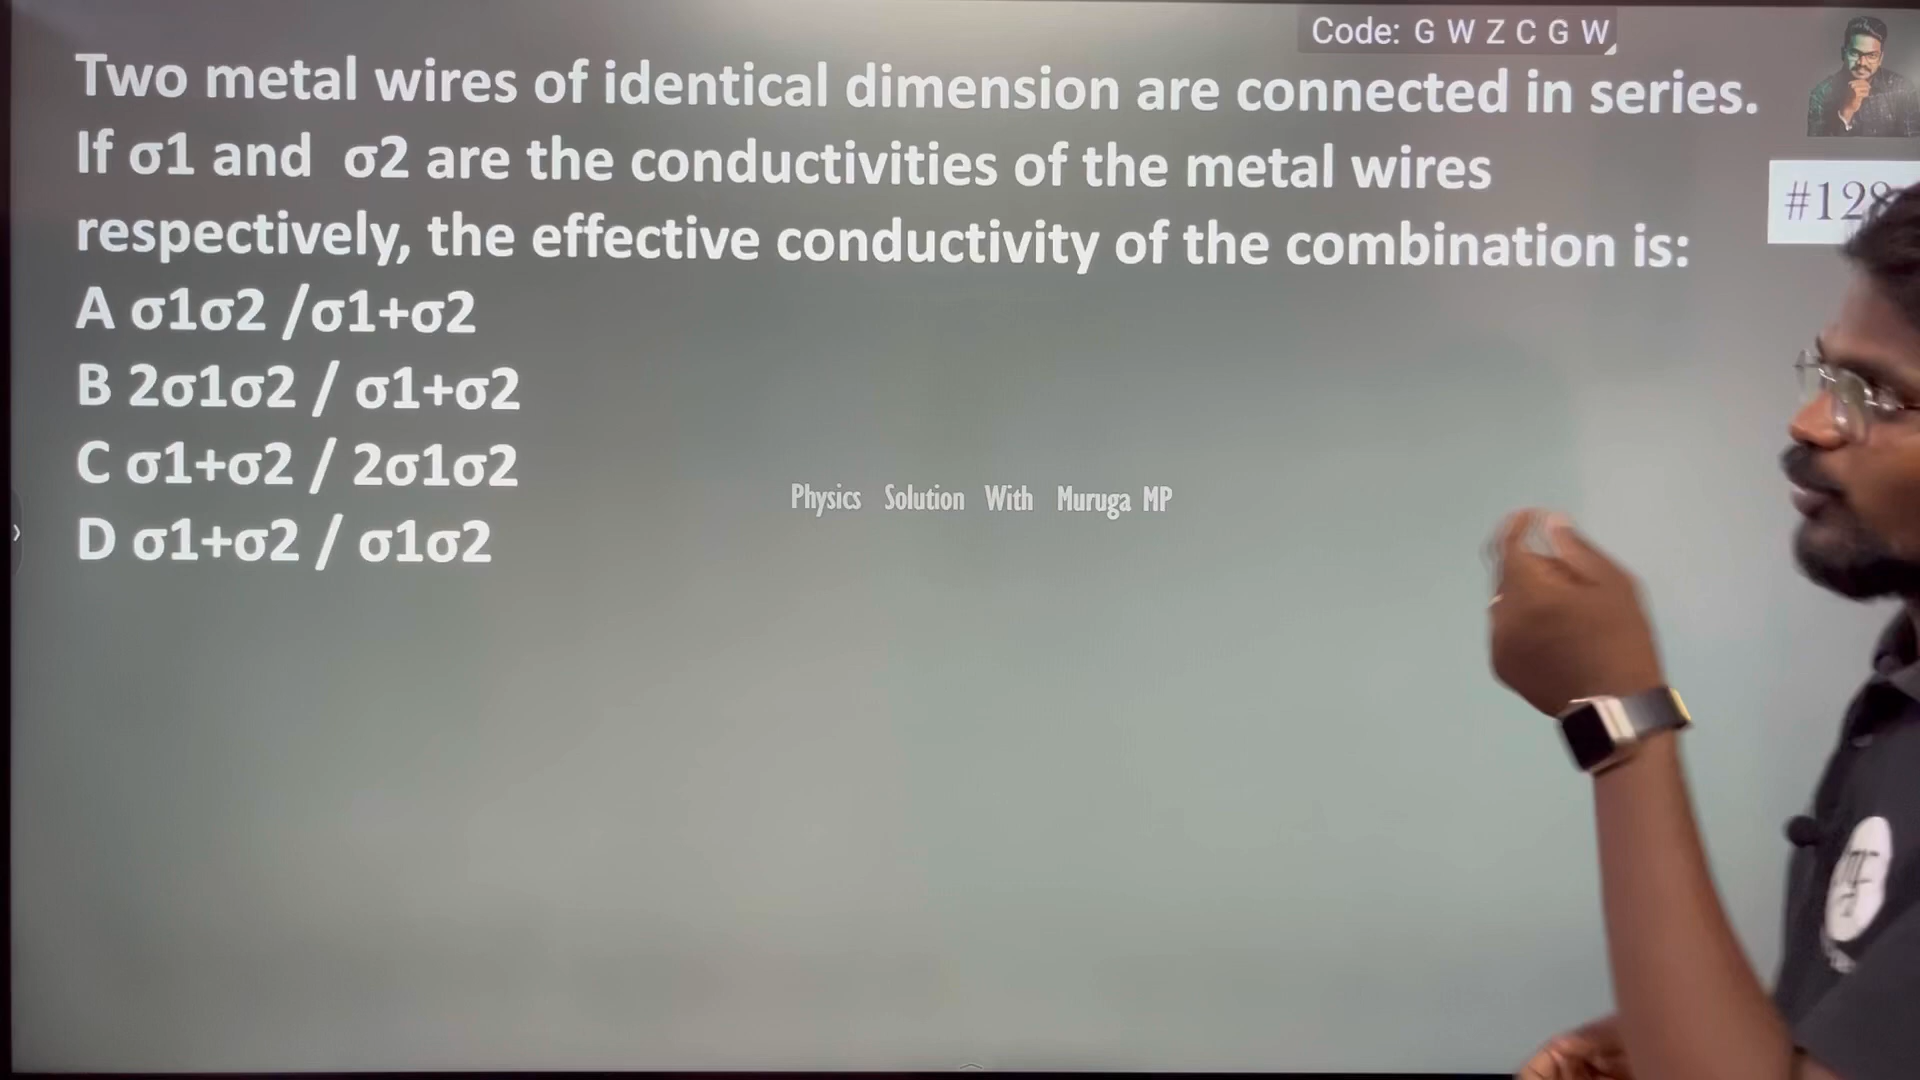 Code: G W Z C G W
Two metal wires of identical dimension are connected in series.
If σ1 and σ2 are the conductivities of the metal wires
respectively, the effective conductivity of the combination is:
#128
A σ1σ2 /σ1+σ2
B 2σ1σ2 / σ1+σ2
C σ1+σ2 / 2σ1σ2
D σ1+σ2 / σ1σ2
Physics Solution With Muruga MP